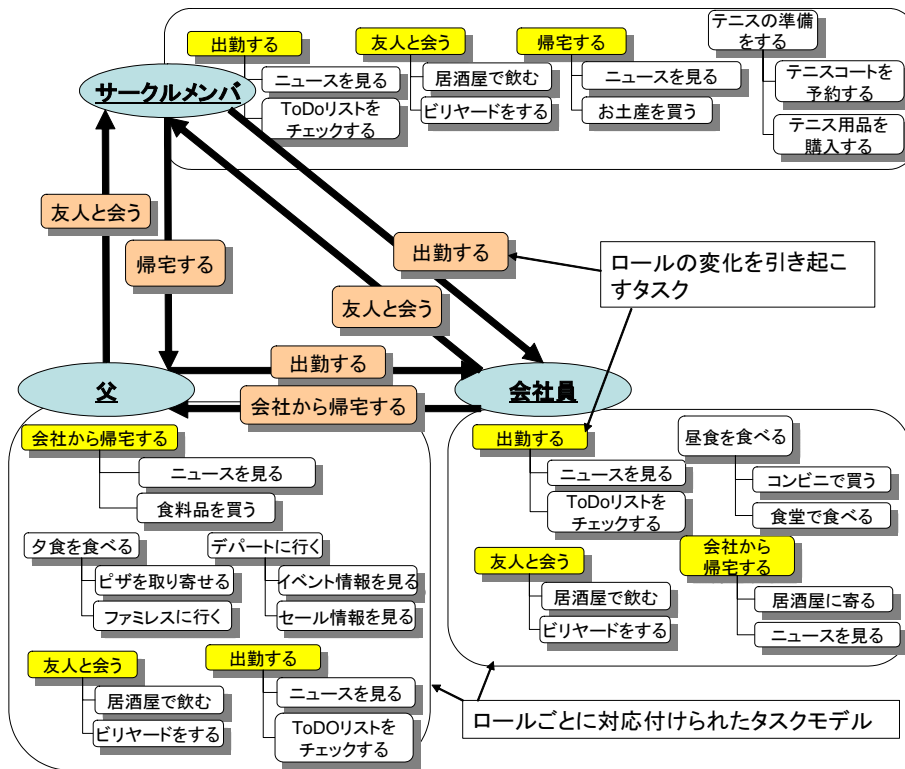 出勤する
ニュースを見る
ToDoリストを
チェックする
友人と会う
居酒屋で飲む
ビリヤードをする
帰宅する
ニュースを見る
お土産を買う
テニスの準備
をする
テニスコートを
予約する
テニス用品を
購入する
サークルメンバ
友人と会う
帰宅する
出勤する
友人と会う
ロールの変化を引き起こ
すタスク
出勤する
会社から帰宅する
父
会社員
会社から帰宅する
ニュースを見る
食料品を買う
夕食を食べる
ピザを取り寄せる
ファミレスに行く
デパートに行く
イベント情報を見る
セール情報を見る
友人と会う
居酒屋で飲む
ビリヤードをする
出勤する
ニュースを見る
ToDOリストを
チェックする
出勤する
ニュースを見る
ToDoリストを
チェックする
昼食を食べる
コンビニで買う
食堂で食べる
友人と会う
居酒屋で飲む
ビリヤードをする
会社から
帰宅する
居酒屋に寄る
ニュースを見る
ロールごとに対応付けられたタスクモデル